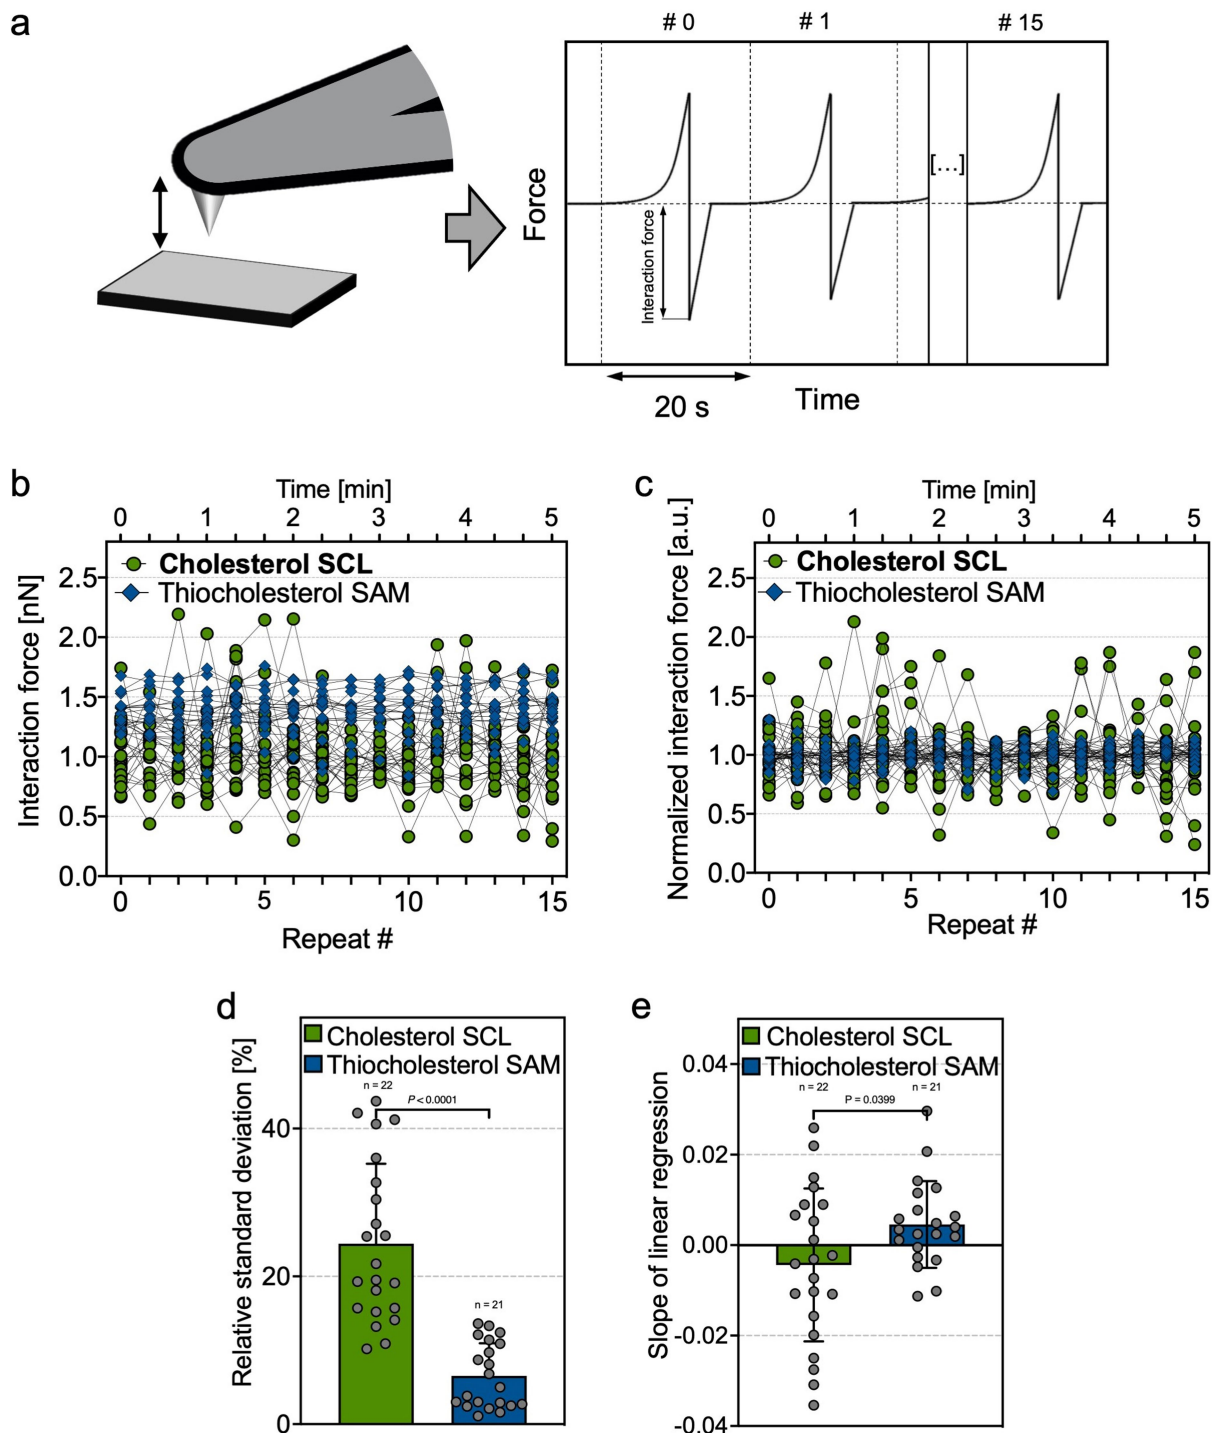 a
# 0 # 1 # 15
Force
Interaction force
[...]
20 s
Time
b
Time [min]
0 1 2 3 4 5
Interaction force [nN]
Cholesterol SCL
Thiocholesterol SAM
2.5
2.0
1.5
1.0
0.5
0.0
0 5 10 15
Repeat #
c
Time [min]
0 1 2 3 4 5
Normalized interaction force [a.u.]
Cholesterol SCL
Thiocholesterol SAM
2.5
2.0
1.5
1.0
0.5
0.0
0 5 10 15
Repeat #
d
Relative standard deviation [%]
Cholesterol SCL
Thiocholesterol SAM
n = 22
P < 0.0001
n = 21
40
20
0
e
Slope of linear regression
Cholesterol SCL
Thiocholesterol SAM
n = 22 n = 21
P = 0.0399
0.04
0.02
0.00
-0.02
-0.04